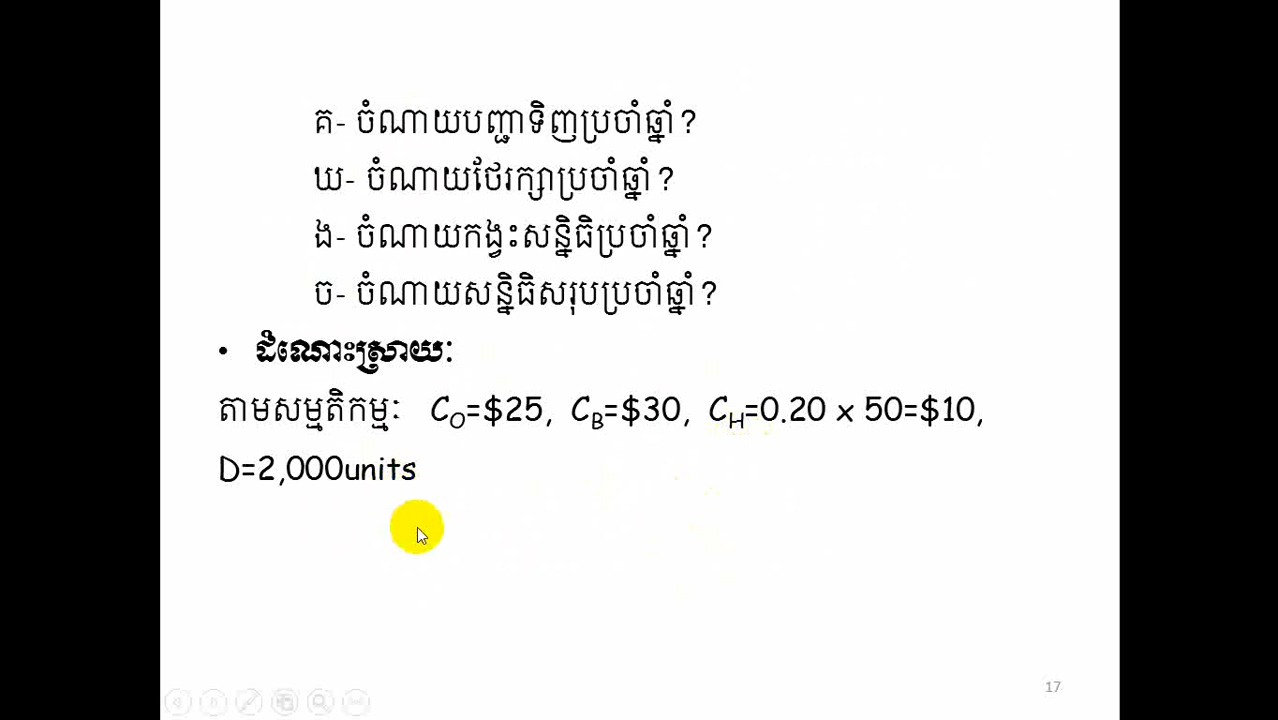 គ- ចំណាយបញ្ជាទិញប្រចាំឆ្នាំ?
ឃ- ចំណាយថែរក្សាប្រចាំឆ្នាំ?
ង- ចំណាយកង្វះសន្និធិប្រចាំឆ្នាំ?
ច- ចំណាយសន្និធិសរុបប្រចាំឆ្នាំ?
• ដំណោះស្រាយៈ
តាមសម្មតិកម្មៈ C_O=$25, C_B=$30, C_H=0.20 x 50=$10,
D=2,000units
17